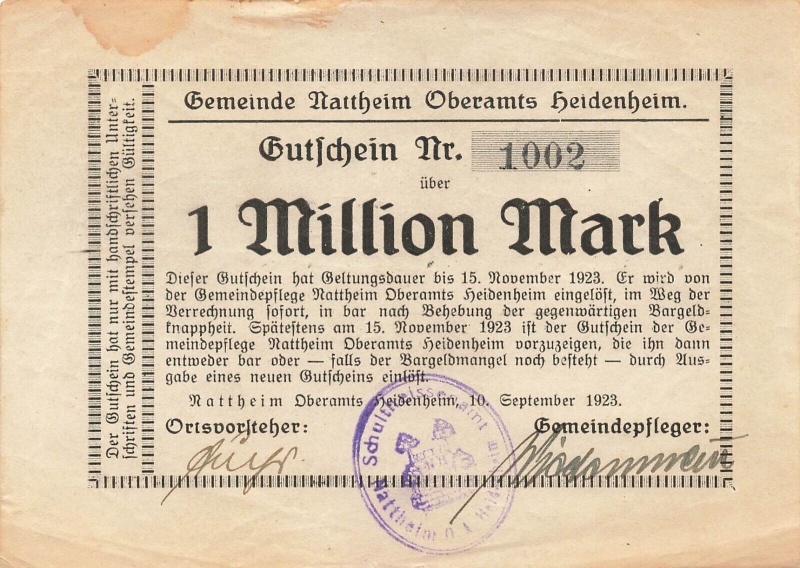 Gemeinde Nattheim Oberamts Heidenheim.
Gutschein Nr. 1002
über
1 Million Mark
Dieser Gutschein hat Geltungsdauer bis 15. November 1923. Er wird von
der Gemeindepflege Nattheim Oberamts Heidenheim eingelöst, im Weg der
Verrechnung sofort, in bar nach Behebung der gegenwärtigen Bargeld-
knappheit. Spätestens am 15. November 1923 ist der Gutschein der Ge-
meindepflege Nattheim Oberamts Heidenheim vorzuzeigen, die ihn dann
entweder bar oder — falls der Bargeldmangel noch besteht — durch Aus-
gabe eines neuen Gutscheins einlöst.
Nattheim Oberamts Heidenheim, 10. September 1923.
Ortsvorsteher: Gemeindepfleger:
Der Gutschein hat nur mit handschriftlichen Unter-
schriften und Gemeindestempel versehen Gültigkeit.
Schultheissenamt
Nattheim O. A. Heid